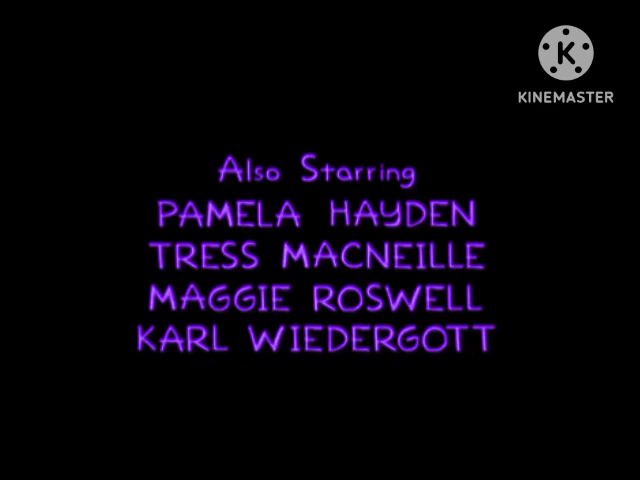 K
KINEMASTER
Also Starring
PAMELA HAYDEN
TRESS MACNEILLE
MAGGIE ROSWELL
KARL WIEDERGOTT